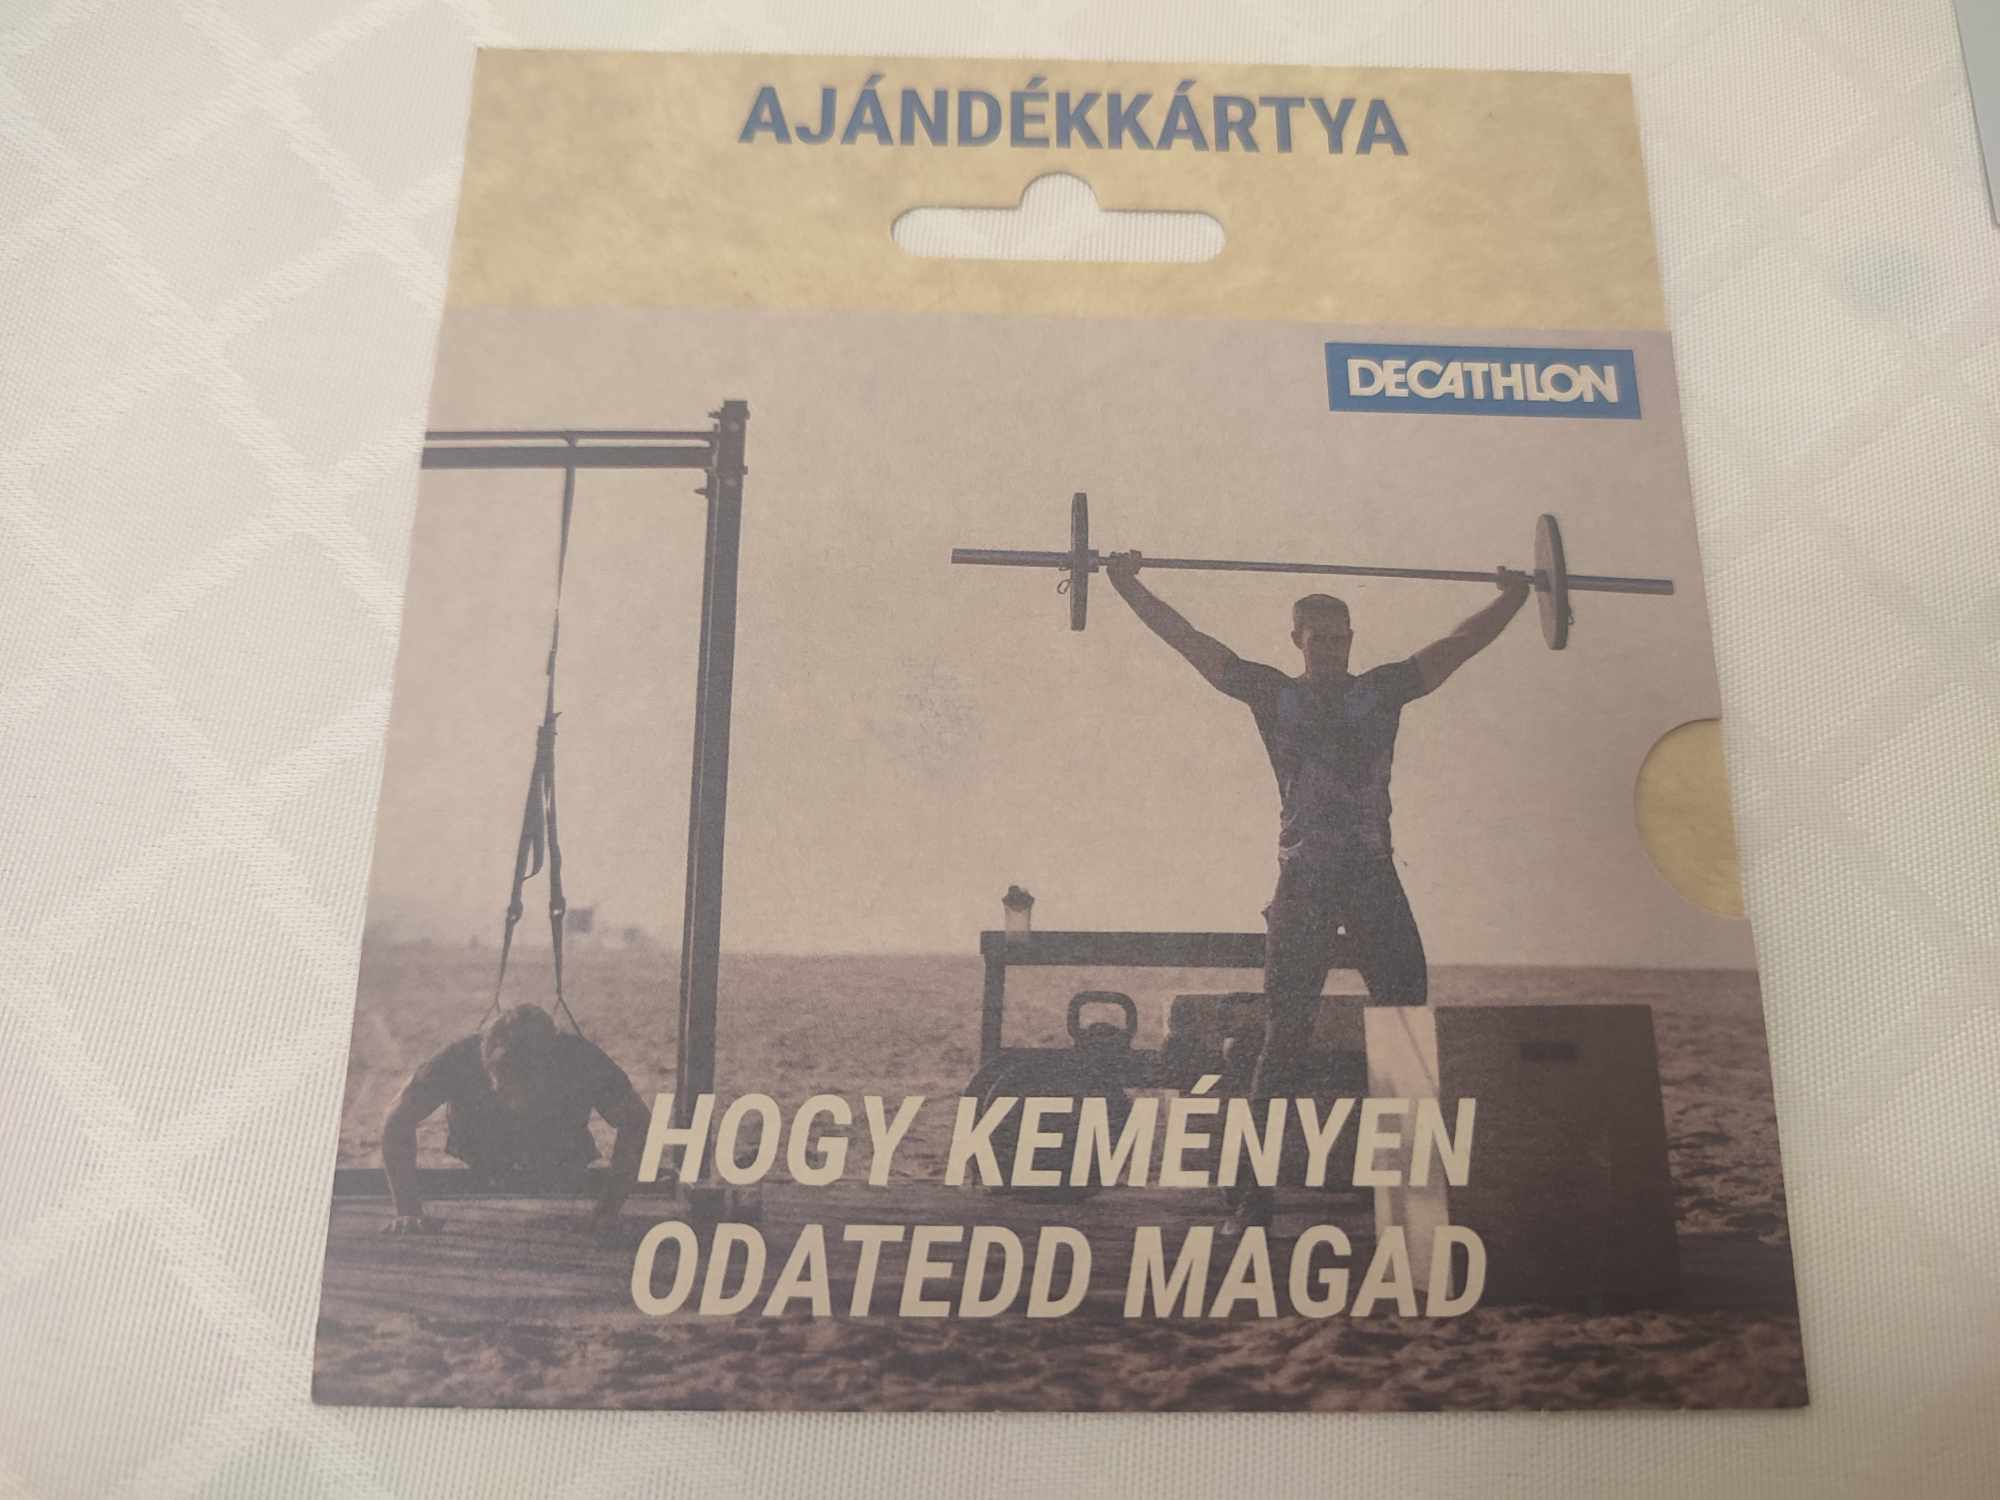 AJÁNDÉKKÁRTYA
DECATHLON
HOGY KEMÉNYEN
ODATEDD MAGAD